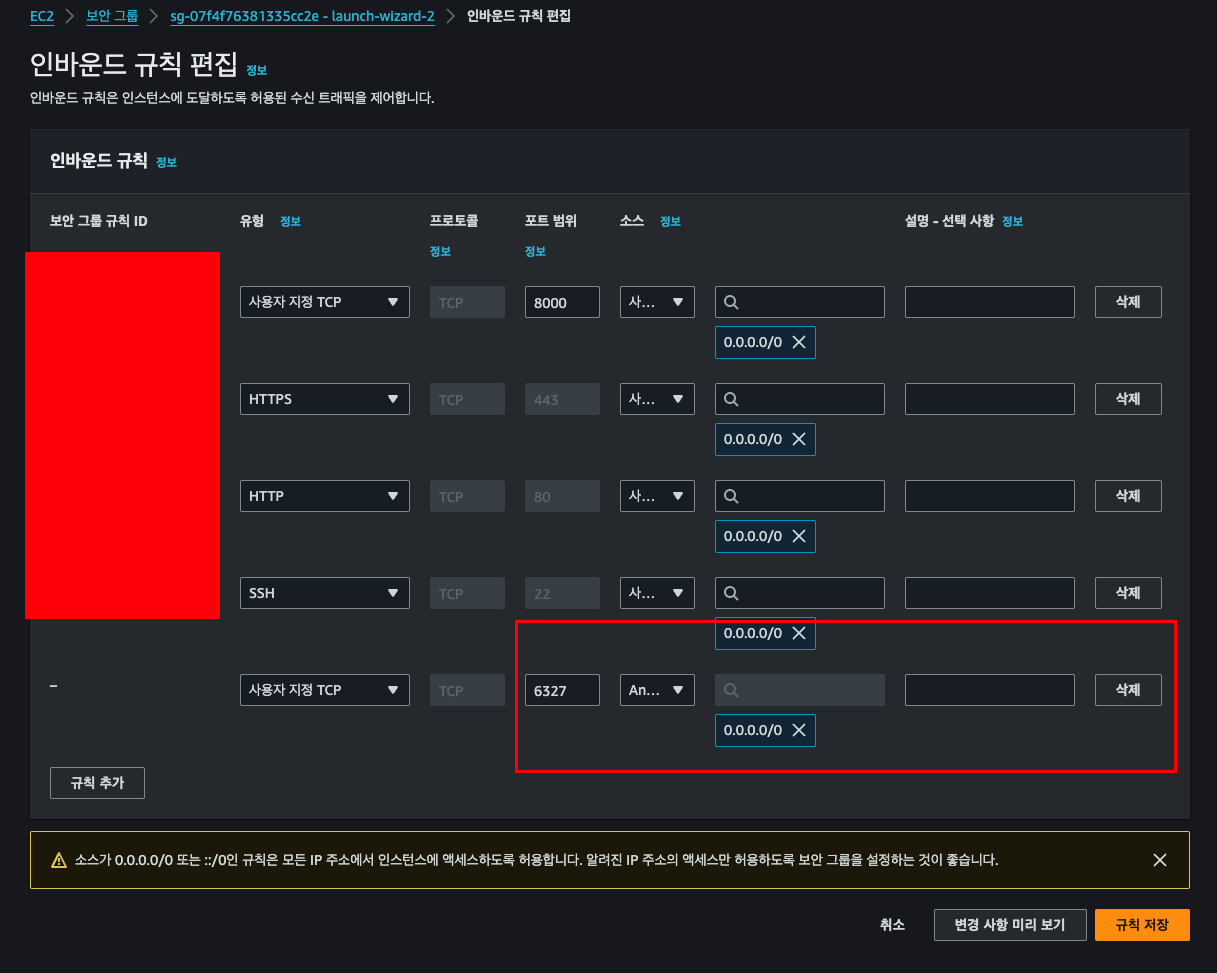 EC2 > 보안 그룹 > sg-07f4f76381335cc2e - launch-wizard-2 > 인바운드 규칙 편집
인바운드 규칙 편집 정보
인바운드 규칙은 인스턴스에 도달하도록 허용된 수신 트래픽을 제어합니다.
인바운드 규칙 정보
보안 그룹 규칙 ID 유형 정보 프로토콜 포트 범위 소스 정보 설명 - 선택 사항 정보
정보 정보
사용자 지정 TCP TCP 8000 사... 삭제
0.0.0.0/0
HTTPS TCP 443 사... 삭제
0.0.0.0/0
HTTP TCP 80 사... 삭제
0.0.0.0/0
SSH TCP 22 사... 삭제
0.0.0.0/0
– 사용자 지정 TCP TCP 6327 An... 삭제
0.0.0.0/0
규칙 추가
소스가 0.0.0.0/0 또는 ::/0인 규칙은 모든 IP 주소에서 인스턴스에 액세스하도록 허용합니다. 알려진 IP 주소의 액세스만 허용하도록 보안 그룹을 설정하는 것이 좋습니다.
취소 변경 사항 미리 보기 규칙 저장